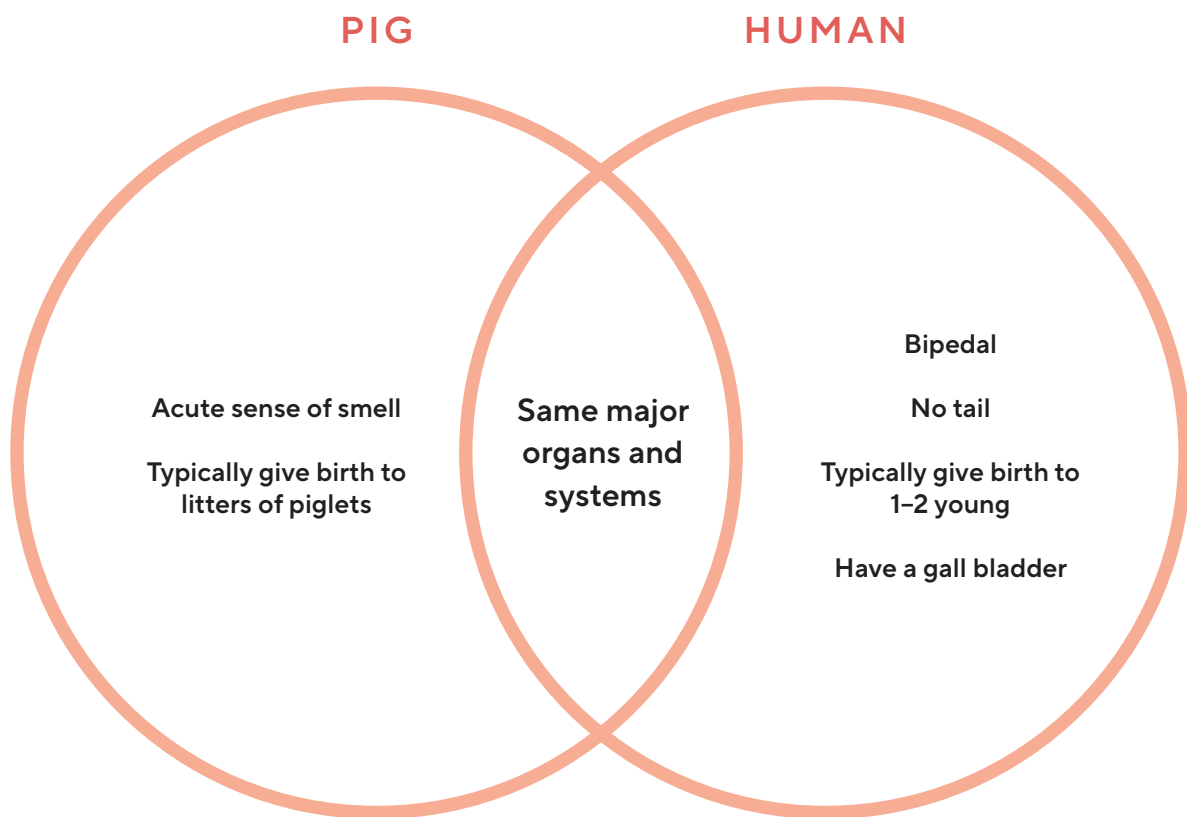 PIG
HUMAN
Acute sense of smell
Typically give birth to
litters of piglets
Same major
organs and
systems
Bipedal
No tail
Typically give birth to
1–2 young
Have a gall bladder